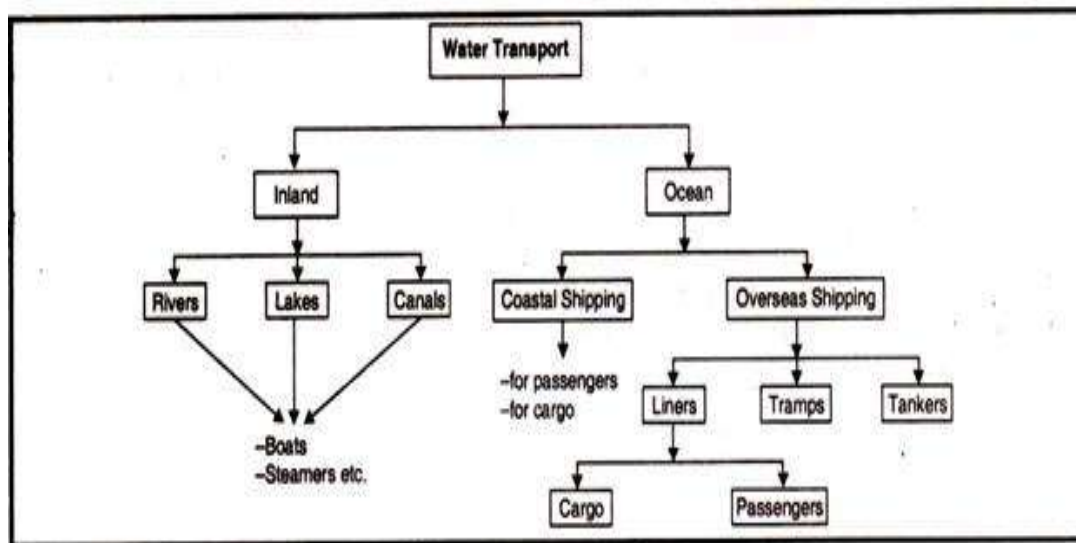 Water Transport
Inland
Ocean
Rivers
Lakes
Canals
Coastal Shipping
Overseas Shipping
–for passengers
–for cargo
Liners
Tramps
Tankers
–Boats
–Steamers etc.
Cargo
Passengers